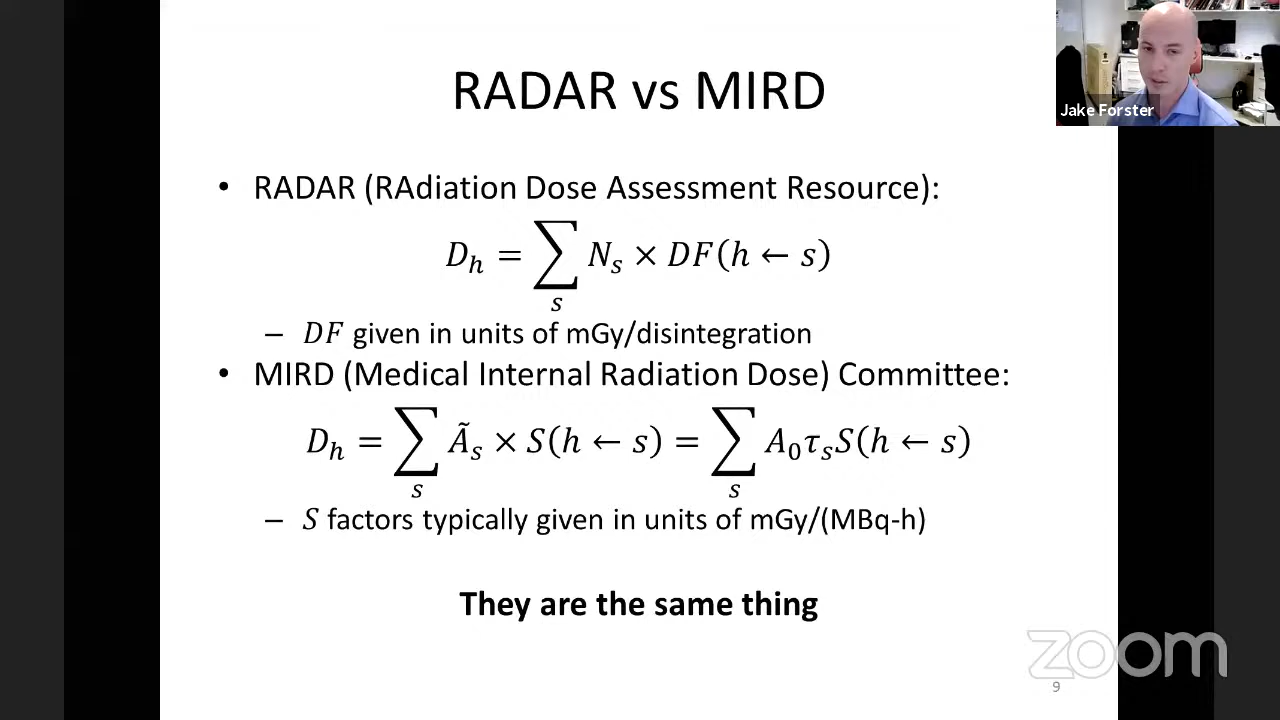 RADAR vs MIRD
Jake Forster
• RADAR (RAdiation Dose Assessment Resource):
D_h = ∑_s N_s × DF(h ← s)
– DF given in units of mGy/disintegration
• MIRD (Medical Internal Radiation Dose) Committee:
D_h = ∑_s Ã_s × S(h ← s) = ∑_s A_0 τ_s S(h ← s)
– S factors typically given in units of mGy/(MBq-h)
They are the same thing
zoom
9